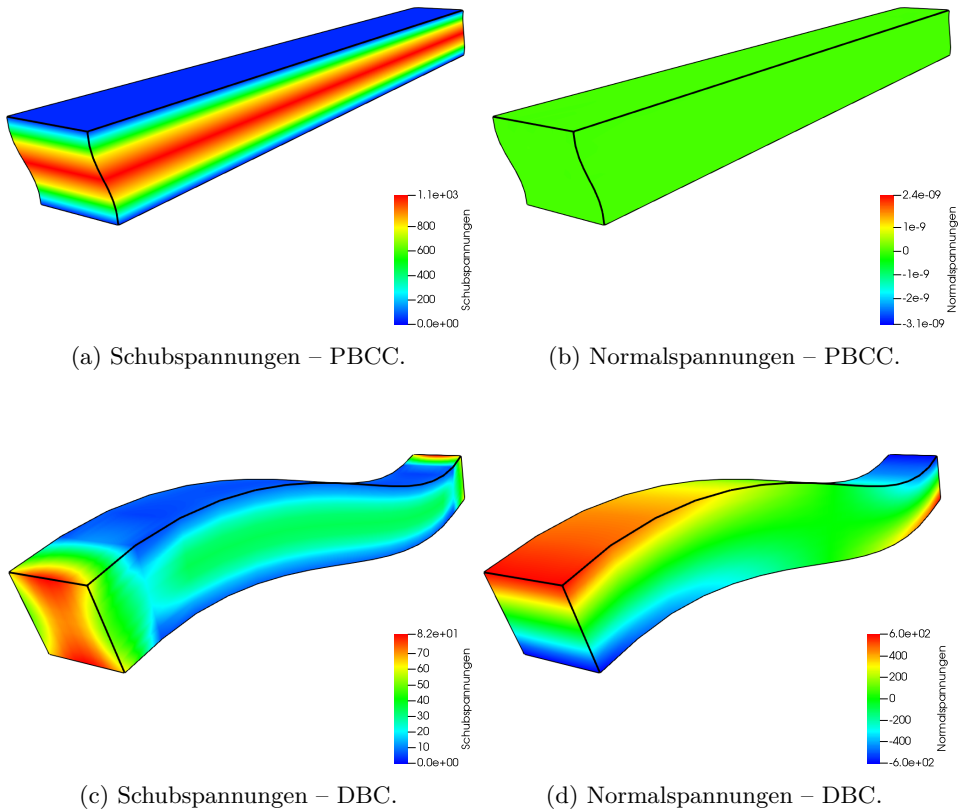 1.1e+03
800
600
400
200
0.0e+00
Schubspannungen
2.4e-09
1e-9
0
-1e-9
-2e-9
-3.1e-09
Normalspannungen
(a) Schubspannungen – PBCC.
(b) Normalspannungen – PBCC.
8.2e+01
70
60
50
40
30
20
10
0.0e+00
Schubspannungen
6.0e+02
400
200
0
-200
-400
-6.0e+02
Normalspannungen
(c) Schubspannungen – DBC.
(d) Normalspannungen – DBC.